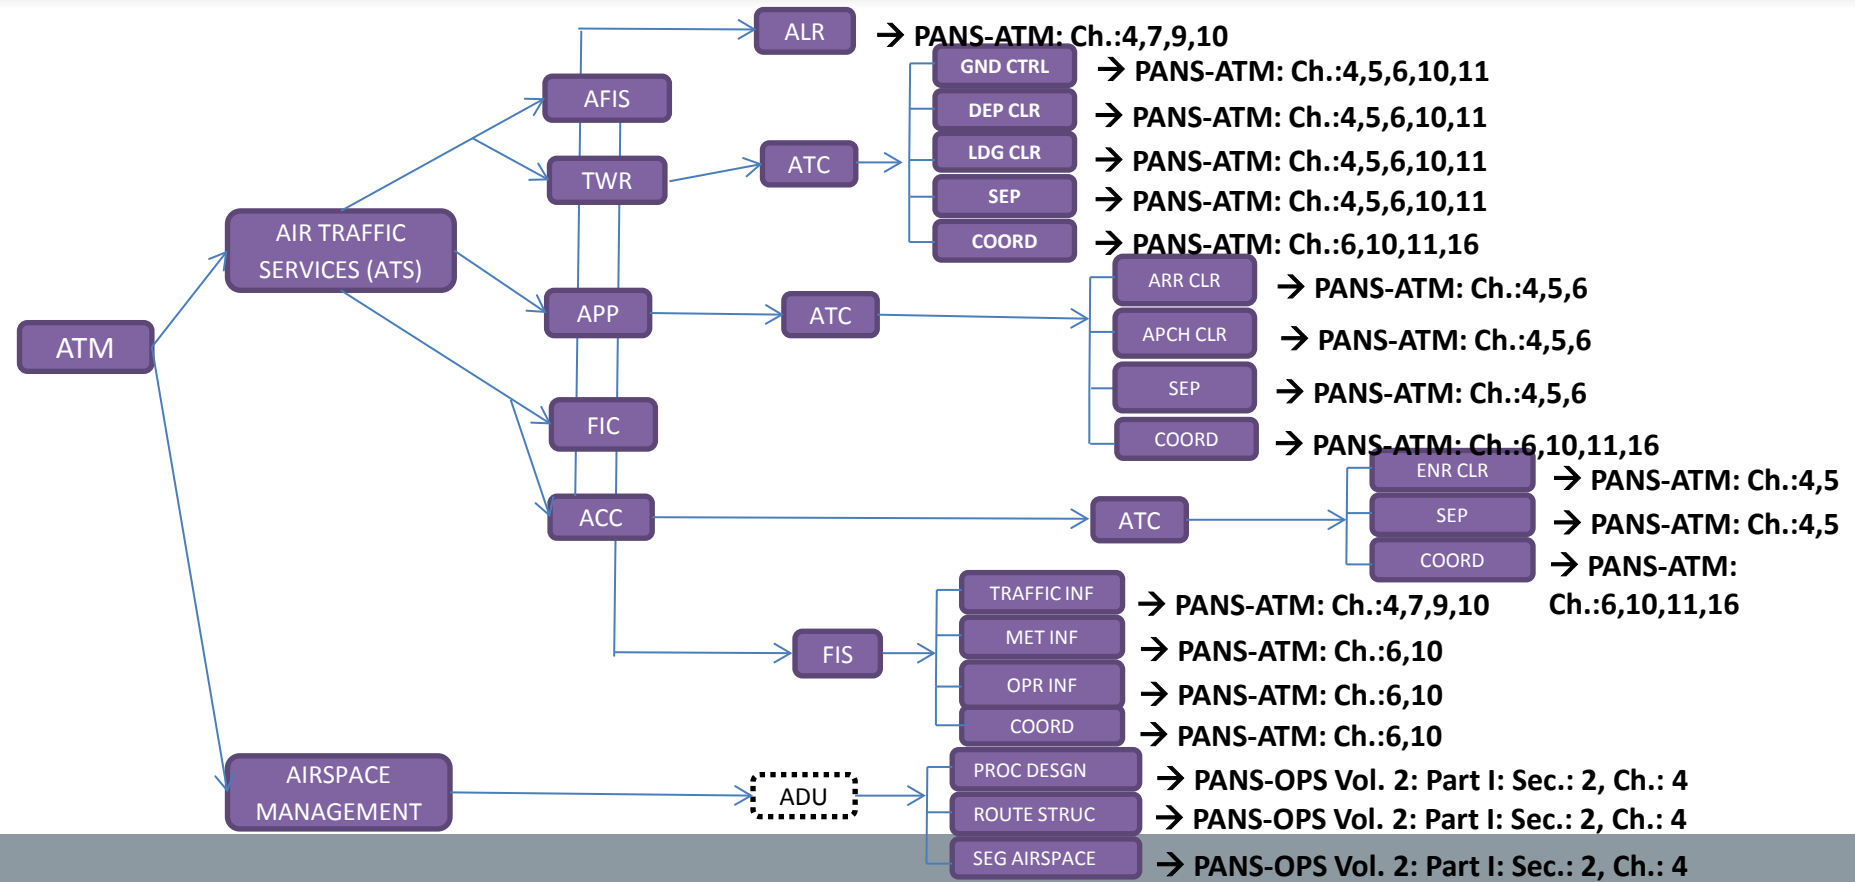 ALR
→ PANS-ATM: Ch.:4,7,9,10
GND CTRL
→ PANS-ATM: Ch.:4,5,6,10,11
AFIS
DEP CLR
→ PANS-ATM: Ch.:4,5,6,10,11
LDG CLR
→ PANS-ATM: Ch.:4,5,6,10,11
ATC
TWR
SEP
→ PANS-ATM: Ch.:4,5,6,10,11
COORD
→ PANS-ATM: Ch.:6,10,11,16
AIR TRAFFIC
SERVICES (ATS)
ARR CLR
→ PANS-ATM: Ch.:4,5,6
APP
ATC
APCH CLR
→ PANS-ATM: Ch.:4,5,6
ATM
SEP
→ PANS-ATM: Ch.:4,5,6
FIC
COORD
→ PANS-ATM: Ch.:6,10,11,16
ENR CLR
→ PANS-ATM: Ch.:4,5
ACC
ATC
SEP
→ PANS-ATM: Ch.:4,5
COORD
→ PANS-ATM:
Ch.:6,10,11,16
TRAFFIC INF
→ PANS-ATM: Ch.:4,7,9,10
MET INF
→ PANS-ATM: Ch.:6,10
FIS
OPR INF
→ PANS-ATM: Ch.:6,10
COORD
→ PANS-ATM: Ch.:6,10
AIRSPACE
MANAGEMENT
ADU
PROC DESGN
→ PANS-OPS Vol. 2: Part I: Sec.: 2, Ch.: 4
ROUTE STRUC
→ PANS-OPS Vol. 2: Part I: Sec.: 2, Ch.: 4
SEG AIRSPACE
→ PANS-OPS Vol. 2: Part I: Sec.: 2, Ch.: 4